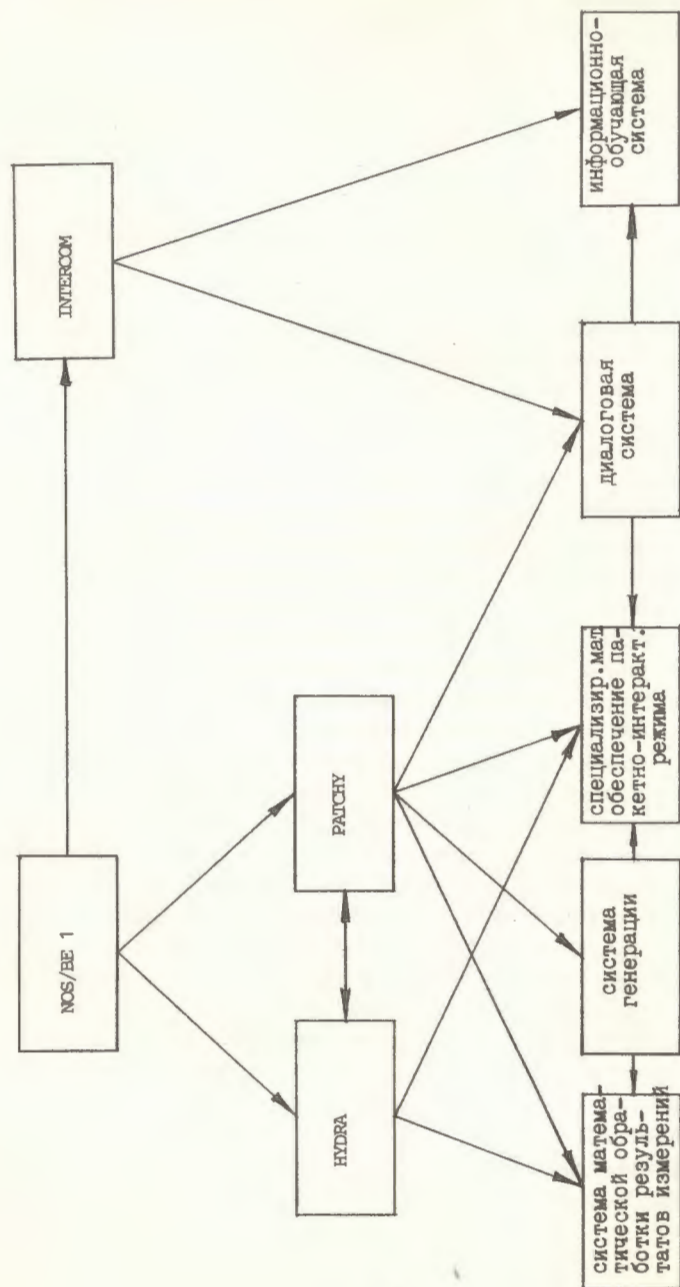 NOS/BE 1
INTERCOM
HYDRA
PATCHY
система матема-
тической обра-
ботки резуль-
татов измерений
система
генерации
специализир.мат.
обеспечение па-
кетно-интеракт.
режима
диалоговая
система
информационно-
обучающая
система